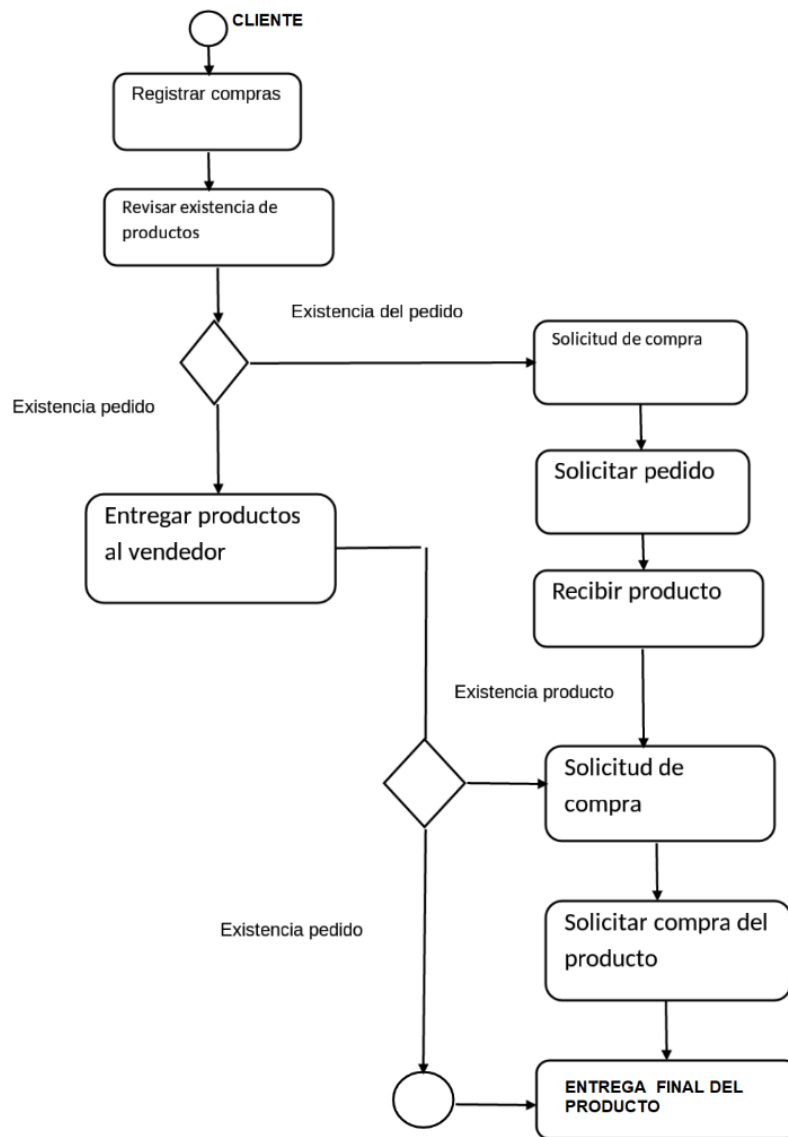 CLIENTE
Registrar compras
Revisar existencia de
productos
Existencia del pedido
Solicitud de compra
Existencia pedido
Solicitar pedido
Entregar productos
al vendedor
Recibir producto
Existencia producto
Solicitud de
compra
Existencia pedido
Solicitar compra del
producto
ENTREGA FINAL DEL
PRODUCTO